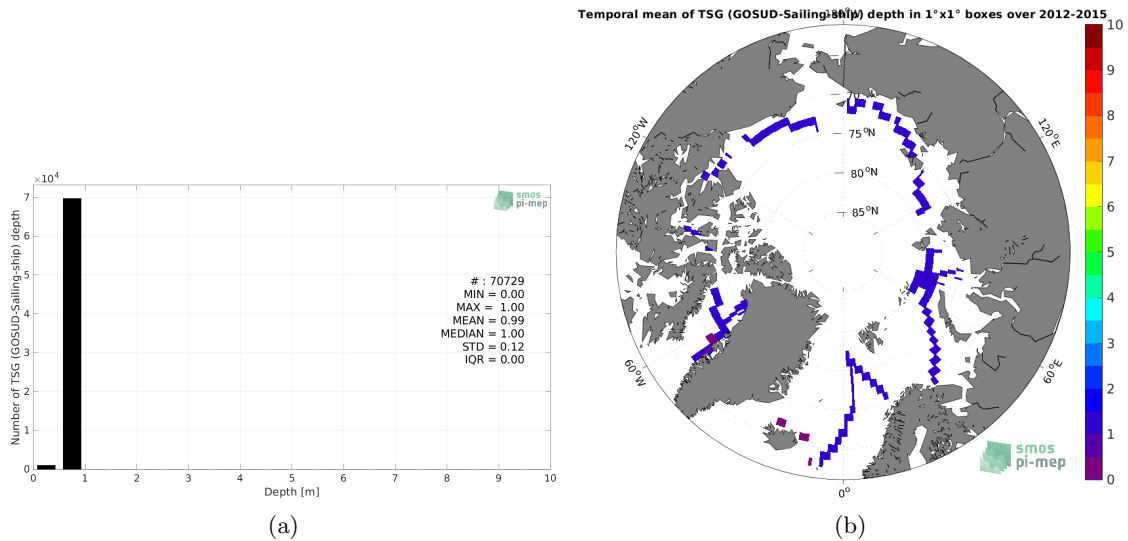 Temporal mean of TSG (GOSUD-Sailing-ship) depth in 1°x1° boxes over 2012-2015
×10⁴
7
6
5
4
3
2
1
0
Number of TSG (GOSUD-Sailing-ship) depth
0 1 2 3 4 5 6 7 8 9 10
Depth [m]
smos
pi-mep
# : 70729
MIN = 0.00
MAX = 1.00
MEAN = 0.99
MEDIAN = 1.00
STD = 0.12
IQR = 0.00
(a)
120°W
120°E
75°N
80°N
85°N
60°W
60°E
0°
smos
pi-mep
10
9
8
7
6
5
4
3
2
1
0
(b)